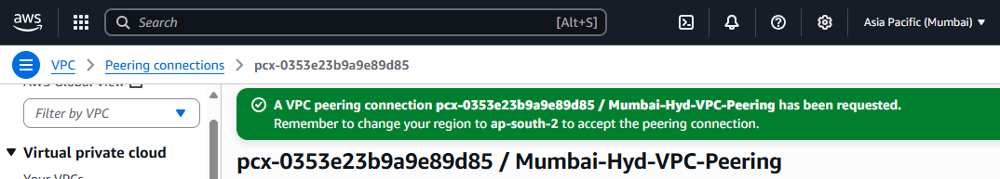 aws
Search [Alt+S] Asia Pacific (Mumbai)
VPC > Peering connections > pcx-0353e23b9a9e89d85
AWS Global View
Filter by VPC
A VPC peering connection pcx-0353e23b9a9e89d85 / Mumbai-Hyd-VPC-Peering has been requested.
Remember to change your region to ap-south-2 to accept the peering connection.
Virtual private cloud
Your VPCs
pcx-0353e23b9a9e89d85 / Mumbai-Hyd-VPC-Peering